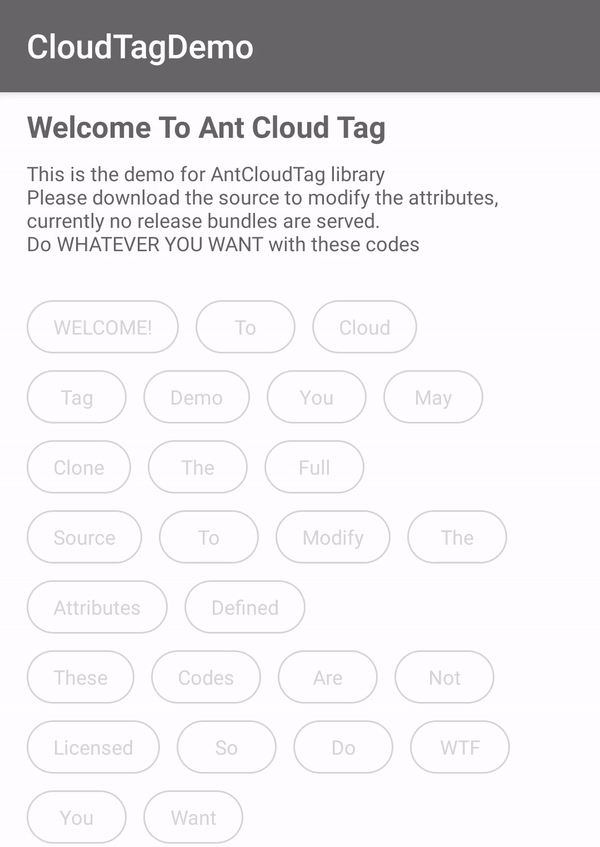 CloudTagDemo
Welcome To Ant Cloud Tag
This is the demo for AntCloudTag library
Please download the source to modify the attributes,
currently no release bundles are served.
Do WHATEVER YOU WANT with these codes
WELCOME! To Cloud
Tag Demo You May
Clone The Full
Source To Modify The
Attributes Defined
These Codes Are Not
Licensed So Do WTF
You Want